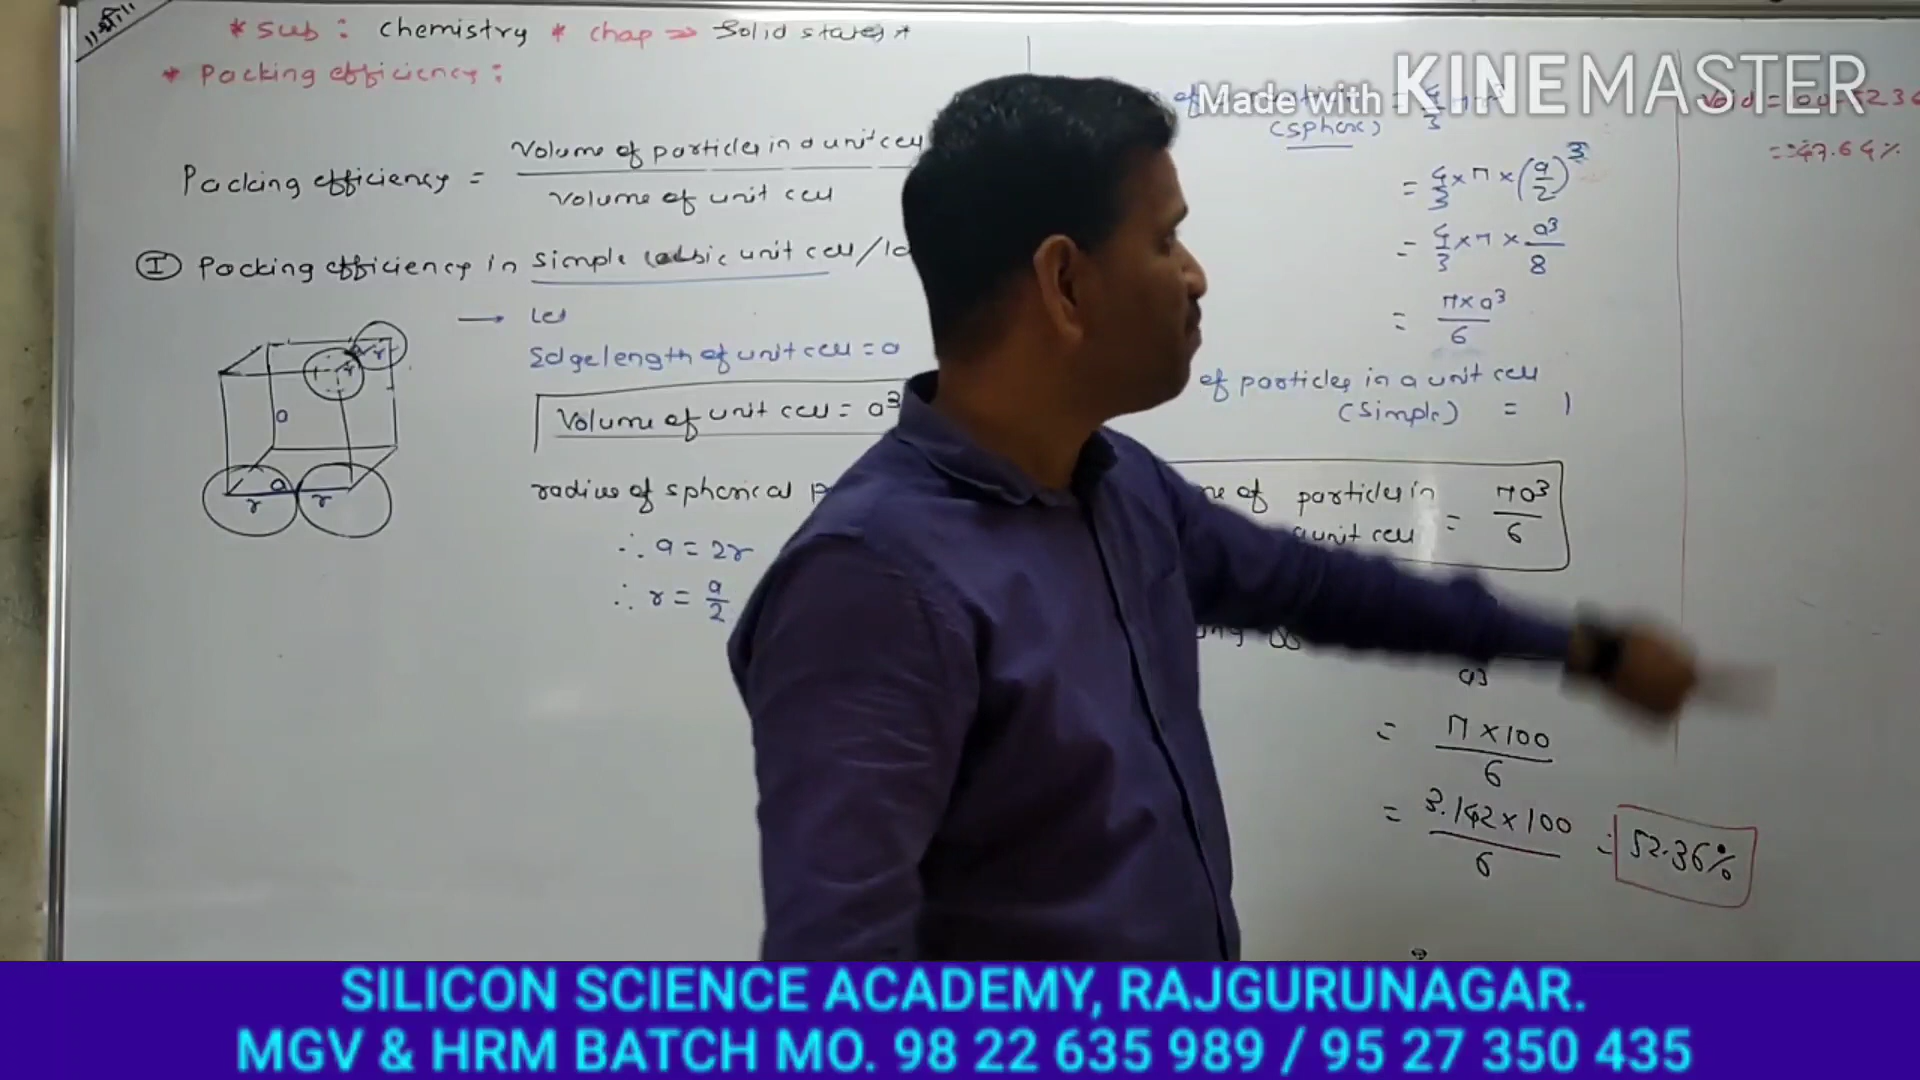 ॥श्री॥
* Sub : chemistry * chap ⇒ Solid states *
* Packing efficiency :
Packing efficiency = Volume of particles in a unit cell
Volume of unit cell
I Packing efficiency in simple cubic unit cell /
→ Let
Edge length of unit cell = a
Volume of unit cell = a³
radius of spherical
∴ a = 2r
∴ r = a/2
a
a
r
r
r
r
of
(sphere)
= 4/3 × π × (a/2)³
= 4/3 × π × a³/8
= π × a³/6
of particles in a unit cell
(simple) = 1
of particles in
a unit cell = πa³/6
a³
= π × 100/6
= 3.142 × 100/6 = 52.36%
Void =
= 47.64%
Made with KINEMASTER
SILICON SCIENCE ACADEMY, RAJGURUNAGAR.
MGV & HRM BATCH MO. 98 22 635 989 / 95 27 350 435